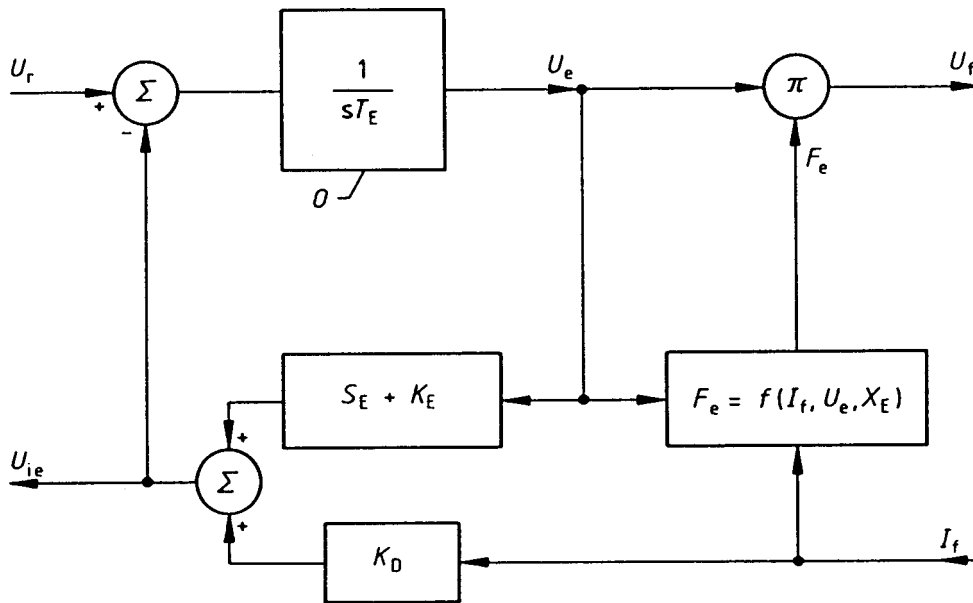 U_r
+
Σ
-
1
sT_E
0
U_e
π
U_f
F_e
S_E + K_E
F_e = f(I_f, U_e, X_E)
+
U_ie
Σ
+
K_D
I_f